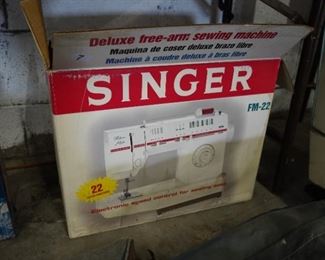 Deluxe free-arm sewing machine
Maquina de coser deluxe brazo libre
Machine à coudre deluxe à bras libre
SINGER
FM-22
22
Electronic speed control for sewing